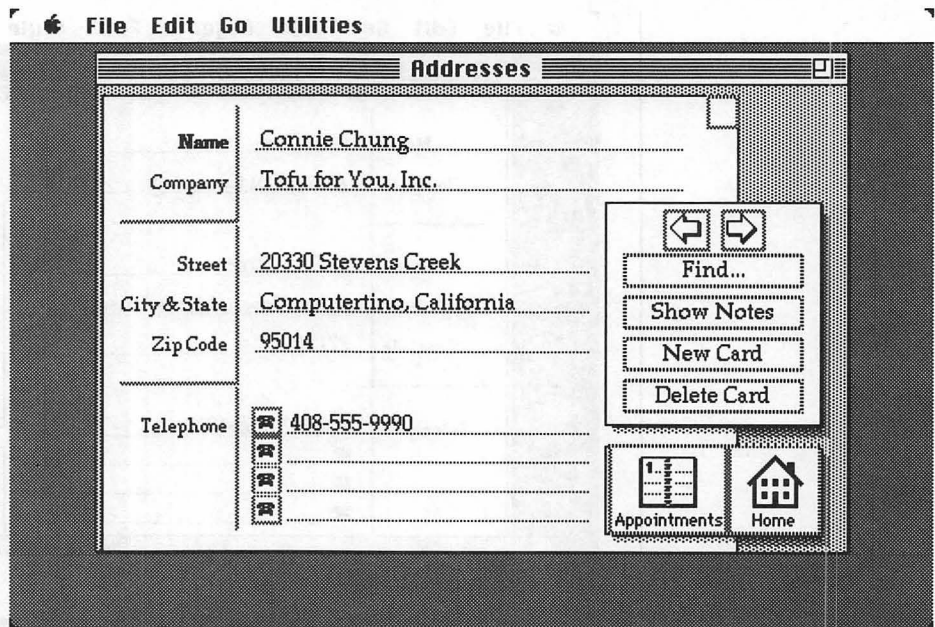 File Edit Go Utilities
Addresses
Name Connie Chung
Company Tofu for You, Inc.
Street 20330 Stevens Creek
City & State Computertino, California
Zip Code 95014
Telephone 408-555-9990
Find...
Show Notes
New Card
Delete Card
1
Appointments
Home